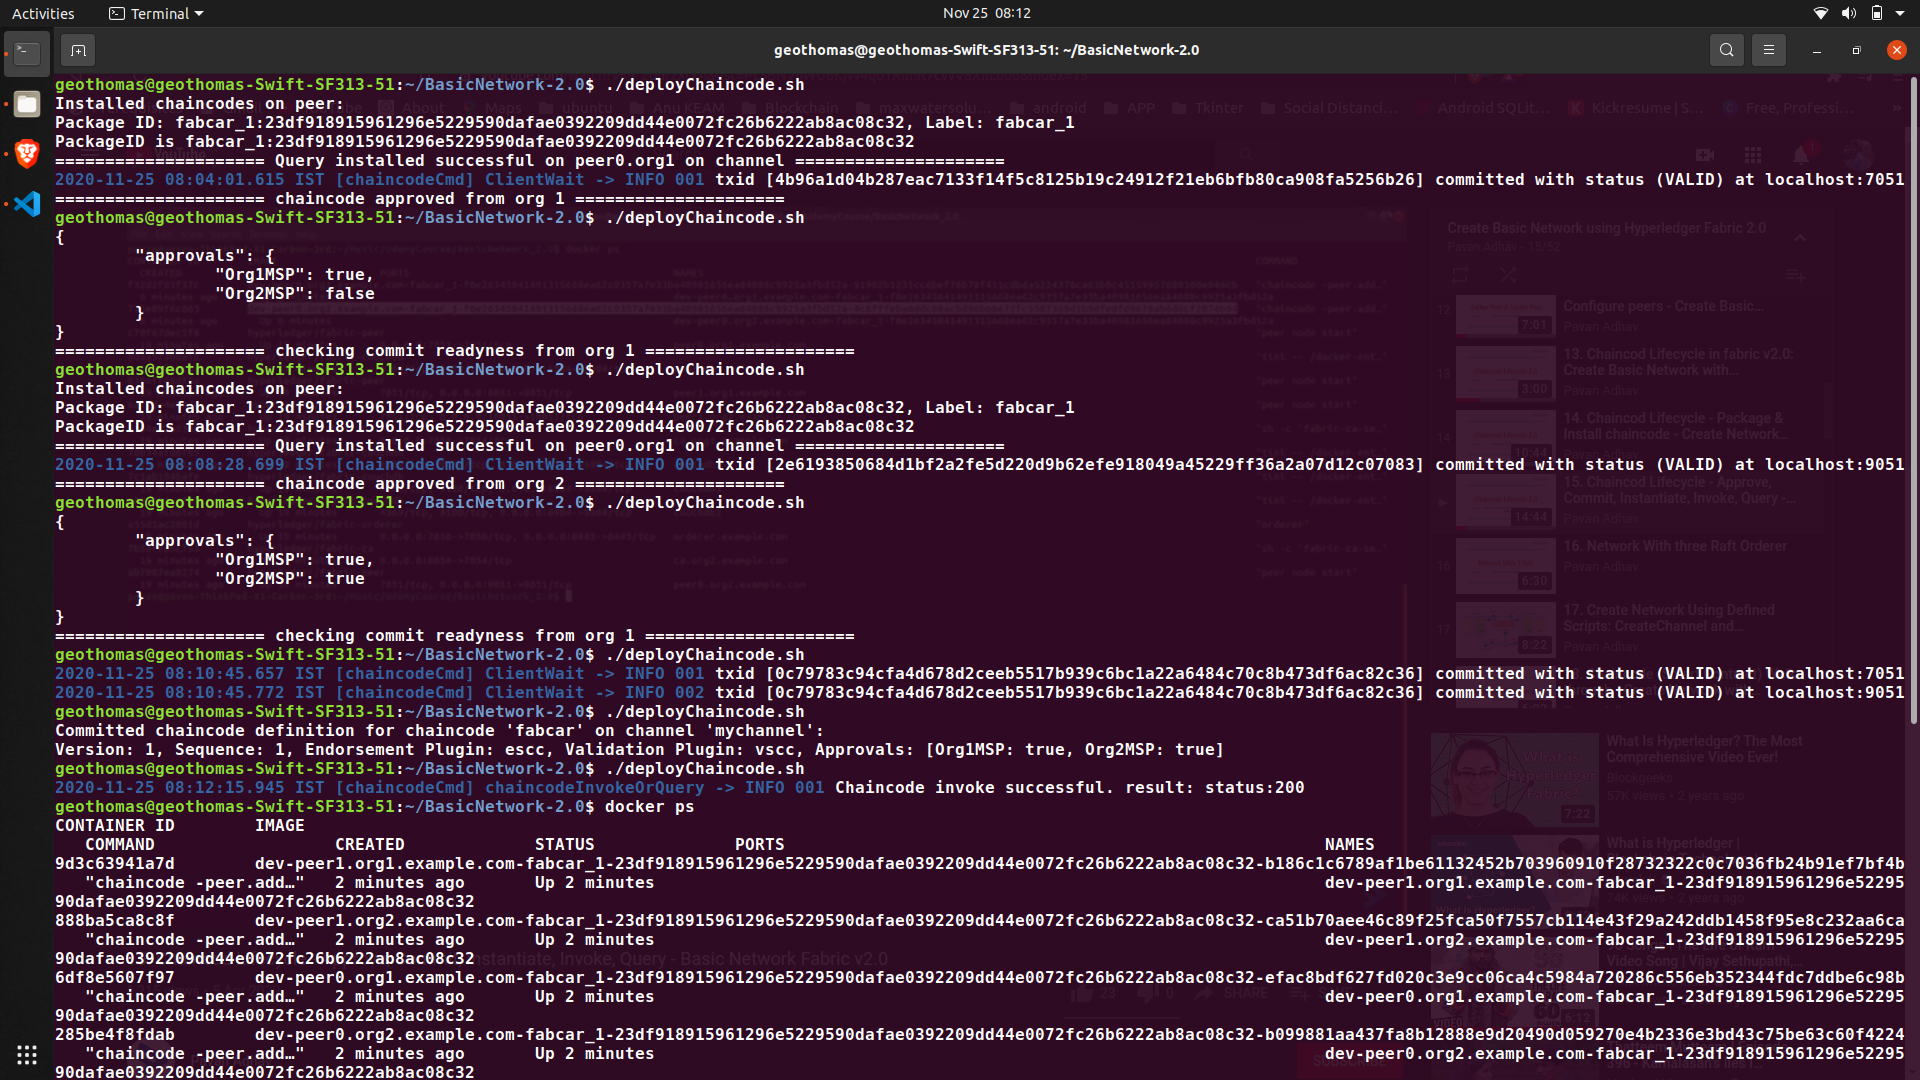 Activities
Terminal
Nov 25 08:12
geothomas@geothomas-Swift-SF313-51: ~/BasicNetwork-2.0
geothomas@geothomas-Swift-SF313-51:~/BasicNetwork-2.0$ ./deployChaincode.sh
Installed chaincodes on peer:
Package ID: fabcar_1:23df918915961296e5229590dafae0392209dd44e0072fc26b6222ab8ac08c32, Label: fabcar_1
PackageID is fabcar_1:23df918915961296e5229590dafae0392209dd44e0072fc26b6222ab8ac08c32
===================== Query installed successful on peer0.org1 on channel =====================
2020-11-25 08:04:01.615 IST [chaincodeCmd] ClientWait -> INFO 001 txid [4b96a1d04b287eac7133f14f5c8125b19c24912f21eb6bfb80ca908fa5256b26] committed with status (VALID) at localhost:7051
===================== chaincode approved from org 1 =====================
geothomas@geothomas-Swift-SF313-51:~/BasicNetwork-2.0$ ./deployChaincode.sh
{
"approvals": {
"Org1MSP": true,
"Org2MSP": false
}
}
===================== checking commit readyness from org 1 =====================
geothomas@geothomas-Swift-SF313-51:~/BasicNetwork-2.0$ ./deployChaincode.sh
Installed chaincodes on peer:
Package ID: fabcar_1:23df918915961296e5229590dafae0392209dd44e0072fc26b6222ab8ac08c32, Label: fabcar_1
PackageID is fabcar_1:23df918915961296e5229590dafae0392209dd44e0072fc26b6222ab8ac08c32
===================== Query installed successful on peer0.org1 on channel =====================
2020-11-25 08:08:28.699 IST [chaincodeCmd] ClientWait -> INFO 001 txid [2e6193850684d1bf2a2fe5d220d9b62efe918049a45229ff36a2a07d12c07083] committed with status (VALID) at localhost:9051
===================== chaincode approved from org 2 =====================
geothomas@geothomas-Swift-SF313-51:~/BasicNetwork-2.0$ ./deployChaincode.sh
{
"approvals": {
"Org1MSP": true,
"Org2MSP": true
}
}
===================== checking commit readyness from org 1 =====================
geothomas@geothomas-Swift-SF313-51:~/BasicNetwork-2.0$ ./deployChaincode.sh
2020-11-25 08:10:45.657 IST [chaincodeCmd] ClientWait -> INFO 001 txid [0c79783c94cfa4d678d2ceeb5517b939c6bc1a22a6484c70c8b473df6ac82c36] committed with status (VALID) at localhost:7051
2020-11-25 08:10:45.772 IST [chaincodeCmd] ClientWait -> INFO 002 txid [0c79783c94cfa4d678d2ceeb5517b939c6bc1a22a6484c70c8b473df6ac82c36] committed with status (VALID) at localhost:9051
geothomas@geothomas-Swift-SF313-51:~/BasicNetwork-2.0$ ./deployChaincode.sh
Committed chaincode definition for chaincode 'fabcar' on channel 'mychannel':
Version: 1, Sequence: 1, Endorsement Plugin: escc, Validation Plugin: vscc, Approvals: [Org1MSP: true, Org2MSP: true]
geothomas@geothomas-Swift-SF313-51:~/BasicNetwork-2.0$ ./deployChaincode.sh
2020-11-25 08:12:15.945 IST [chaincodeCmd] chaincodeInvokeOrQuery -> INFO 001 Chaincode invoke successful. result: status:200
geothomas@geothomas-Swift-SF313-51:~/BasicNetwork-2.0$ docker ps
CONTAINER ID IMAGE
COMMAND CREATED STATUS PORTS NAMES
9d3c63941a7d dev-peer1.org1.example.com-fabcar_1-23df918915961296e5229590dafae0392209dd44e0072fc26b6222ab8ac08c32-b186c1c6789af1be61132452b703960910f28732322c0c7036fb24b91ef7bf4b
"chaincode -peer.add…" 2 minutes ago Up 2 minutes dev-peer1.org1.example.com-fabcar_1-23df918915961296e52295
90dafae0392209dd44e0072fc26b6222ab8ac08c32
888ba5ca8c8f dev-peer1.org2.example.com-fabcar_1-23df918915961296e5229590dafae0392209dd44e0072fc26b6222ab8ac08c32-ca51b70aee46c89f25fca50f7557cb114e43f29a242ddb1458f95e8c232aa6ca
"chaincode -peer.add…" 2 minutes ago Up 2 minutes dev-peer1.org2.example.com-fabcar_1-23df918915961296e52295
90dafae0392209dd44e0072fc26b6222ab8ac08c32
6df8e5607f97 dev-peer0.org1.example.com-fabcar_1-23df918915961296e5229590dafae0392209dd44e0072fc26b6222ab8ac08c32-efac8bdf627fd020c3e9cc06ca4c5984a720286c556eb352344fdc7ddbe6c98b
"chaincode -peer.add…" 2 minutes ago Up 2 minutes dev-peer0.org1.example.com-fabcar_1-23df918915961296e52295
90dafae0392209dd44e0072fc26b6222ab8ac08c32
285be4f8fdab dev-peer0.org2.example.com-fabcar_1-23df918915961296e5229590dafae0392209dd44e0072fc26b6222ab8ac08c32-b099881aa437fa8b12888e9d20490d059270e4b2336e3bd43c75be63c60f4224
"chaincode -peer.add…" 2 minutes ago Up 2 minutes dev-peer0.org2.example.com-fabcar_1-23df918915961296e52295
90dafae0392209dd44e0072fc26b6222ab8ac08c32